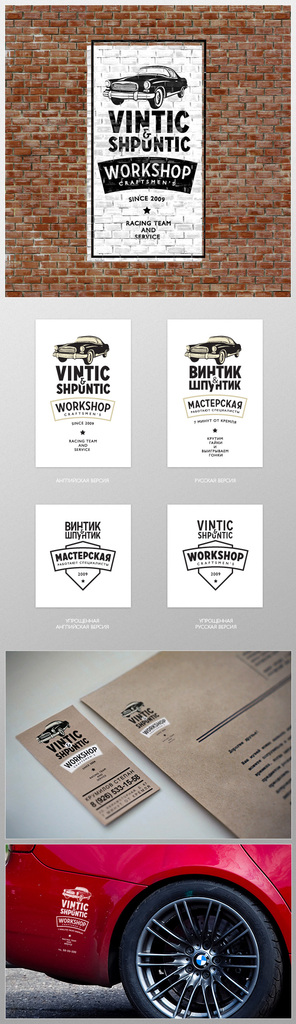 VINTIC
&
SHPUNTIC
WORKSHOP
CRAFTSMEN'S
SINCE 2009
RACING TEAM
AND
SERVICE
VINTIC
&
SHPUNTIC
WORKSHOP
CRAFTSMEN'S
SINCE 2009
RACING TEAM
AND
SERVICE
АНГЛИЙСКАЯ ВЕРСИЯ
ВИНТИК
&
ШПУНТИК
МАСТЕРСКАЯ
РАБОТАЮТ СПЕЦИАЛИСТЫ
7 МИНУТ ОТ КРЕМЛЯ
КРУТИМ
ГАЙКИ
И
ВЫИГРЫВАЕМ
ГОНКИ
РУССКАЯ ВЕРСИЯ
ВИНТИК
&
ШПУНТИК
МАСТЕРСКАЯ
РАБОТАЮТ СПЕЦИАЛИСТЫ
2009
УПРОЩЕННАЯ
АНГЛИЙСКАЯ ВЕРСИЯ
VINTIC
&
SHPUNTIC
WORKSHOP
CRAFTSMEN'S
2009
УПРОЩЕННАЯ
РУССКАЯ ВЕРСИЯ
VINTIC
&
SHPUNTIC
WORKSHOP
КРУМИЛОВ СТЕПАН
8 (926) 533-15-58
VINTIC
SHPUNTIC
WORKSHOP
VINTIC
&
SHPUNTIC
WORKSHOP